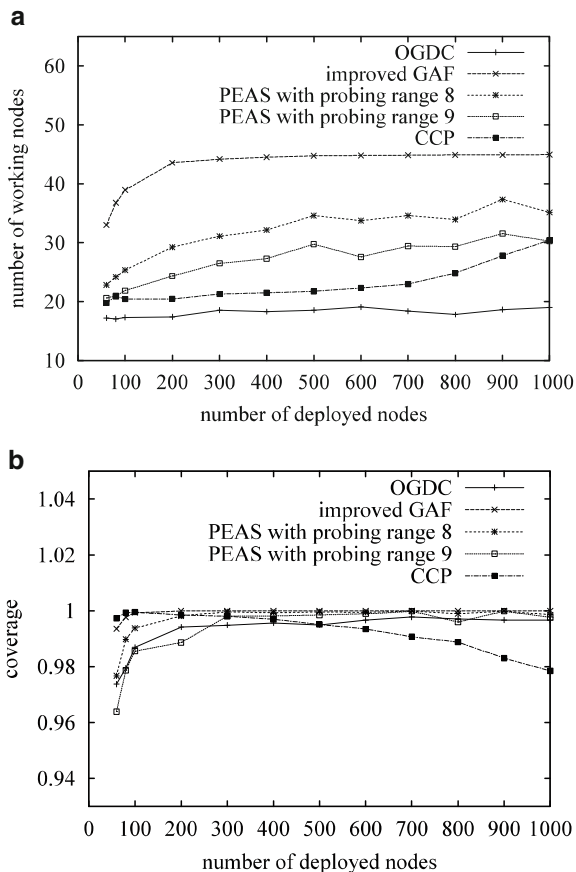 a
OGDC
improved GAF
PEAS with probing range 8
PEAS with probing range 9
CCP
60
50
40
30
20
10
number of working nodes
0 100 200 300 400 500 600 700 800 900 1000
number of deployed nodes
b
OGDC
improved GAF
PEAS with probing range 8
PEAS with probing range 9
CCP
1.04
1.02
1
0.98
0.96
0.94
coverage
0 100 200 300 400 500 600 700 800 900 1000
number of deployed nodes